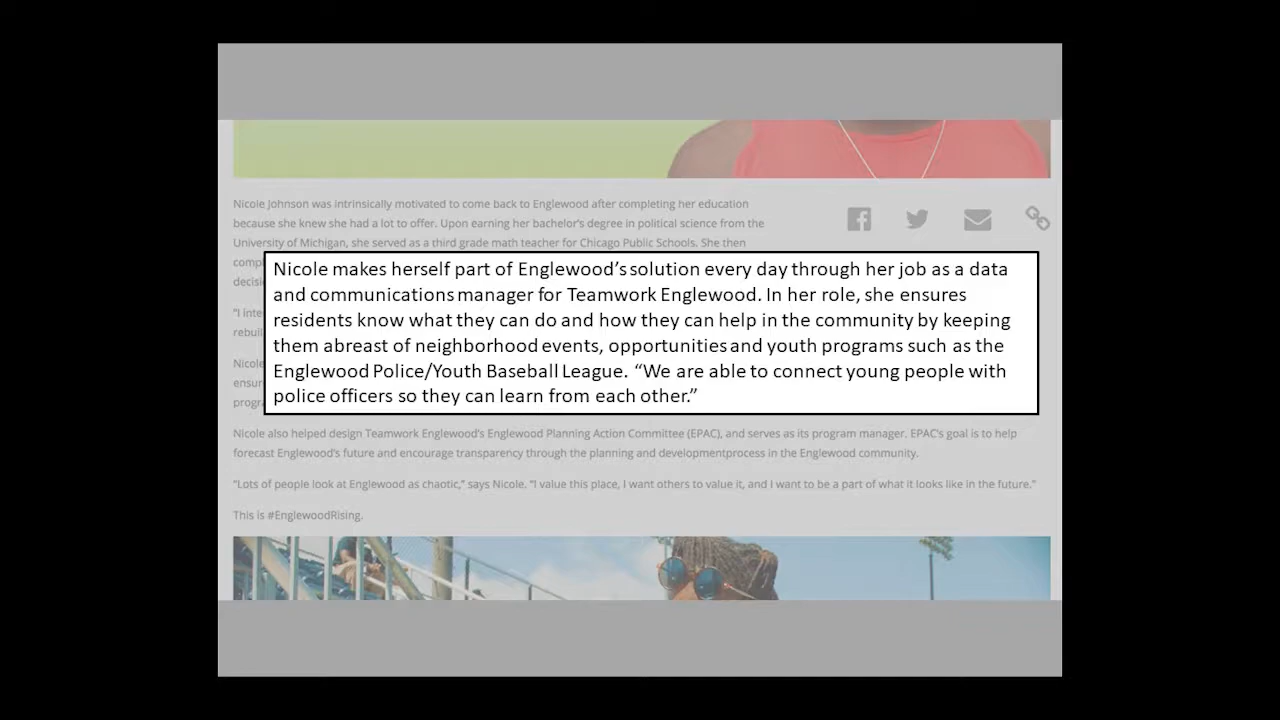 Nicole Johnson was intrinsically motivated to come back to Englewood after completing her education
because she knew she had a lot to offer. Upon earning her bachelor's degree in political science from the
University of Michigan, she served as a third grade math teacher for Chicago Public Schools. She then
Nicole makes herself part of Englewood's solution every day through her job as a data
and communications manager for Teamwork Englewood. In her role, she ensures
residents know what they can do and how they can help in the community by keeping
them abreast of neighborhood events, opportunities and youth programs such as the
Englewood Police/Youth Baseball League. “We are able to connect young people with
police officers so they can learn from each other.”
Nicole also helped design Teamwork Englewood's Englewood Planning Action Committee (EPAC), and serves as its program manager. EPAC's goal is to help
forecast Englewood's future and encourage transparency through the planning and developmentprocess in the Englewood community.
"Lots of people look at Englewood as chaotic," says Nicole. "I value this place, I want others to value it, and I want to be a part of what it looks like in the future."
This is #EnglewoodRising.